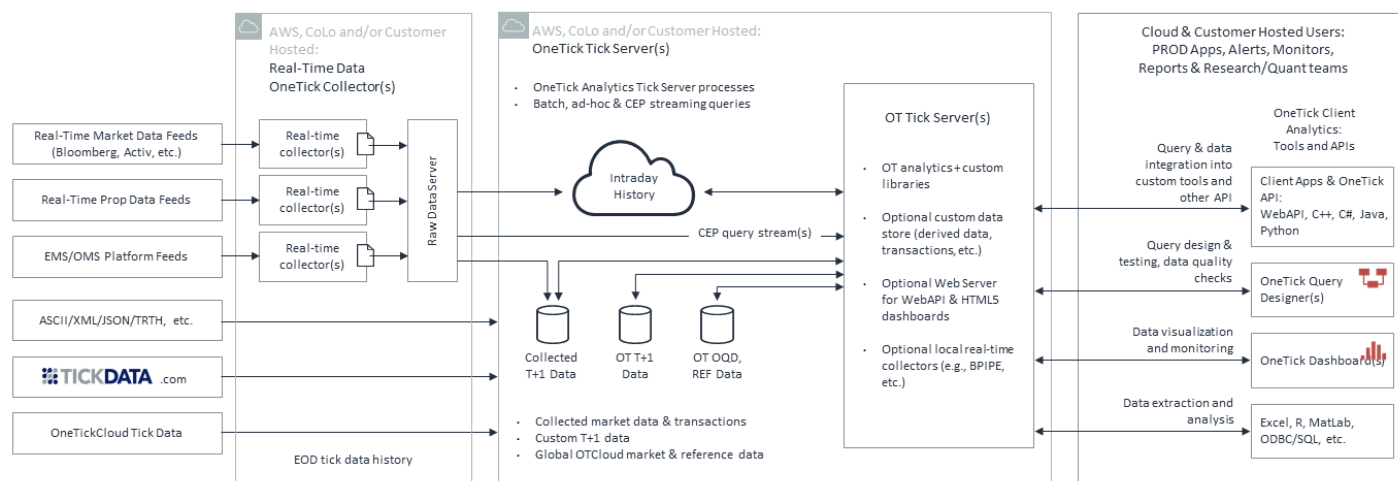 AWS, CoLo and/or Customer
Hosted:
Real-Time Data
OneTick Collector(s)
AWS, CoLo and/or Customer Hosted:
OneTick Tick Server(s)
Cloud & Customer Hosted Users:
PROD Apps, Alerts, Monitors,
Reports & Research/Quant teams
• OneTick Analytics Tick Server processes
• Batch, ad-hoc & CEP streaming queries
Real-Time Market Data Feeds
(Bloomberg, Activ, etc.)
Real-Time Prop Data Feeds
EMS/OMS Platform Feeds
ASCII/XML/JSON/TRTH, etc.
TICKDATA .com
OneTickCloud Tick Data
Real-time
collector(s)
Real-time
collector(s)
Real-time
collector(s)
Raw Data Server
EOD tick data history
Intraday
History
CEP query stream(s)
Collected
T+1 Data
OT T+1
Data
OT OQD,
REF Data
• Collected market data & transactions
• Custom T+1 data
• Global OTCloud market & reference data
OT Tick Server(s)
• OT analytics + custom
libraries
• Optional custom data
store (derived data,
transactions, etc.)
• Optional Web Server
for WebAPI & HTML5
dashboards
• Optional local real-time
collectors (e.g., BPIPE,
etc.)
OneTick Client
Analytics:
Tools and APIs
Query & data
integration into
custom tools and
other API
Client Apps & OneTick
API:
WebAPI, C++, C#, Java,
Python
Query design &
testing, data quality
checks
OneTick Query
Designer(s)
Data visualization
and monitoring
OneTick Dashboard(s)
Data extraction and
analysis
Excel, R, MatLab,
ODBC/SQL, etc.